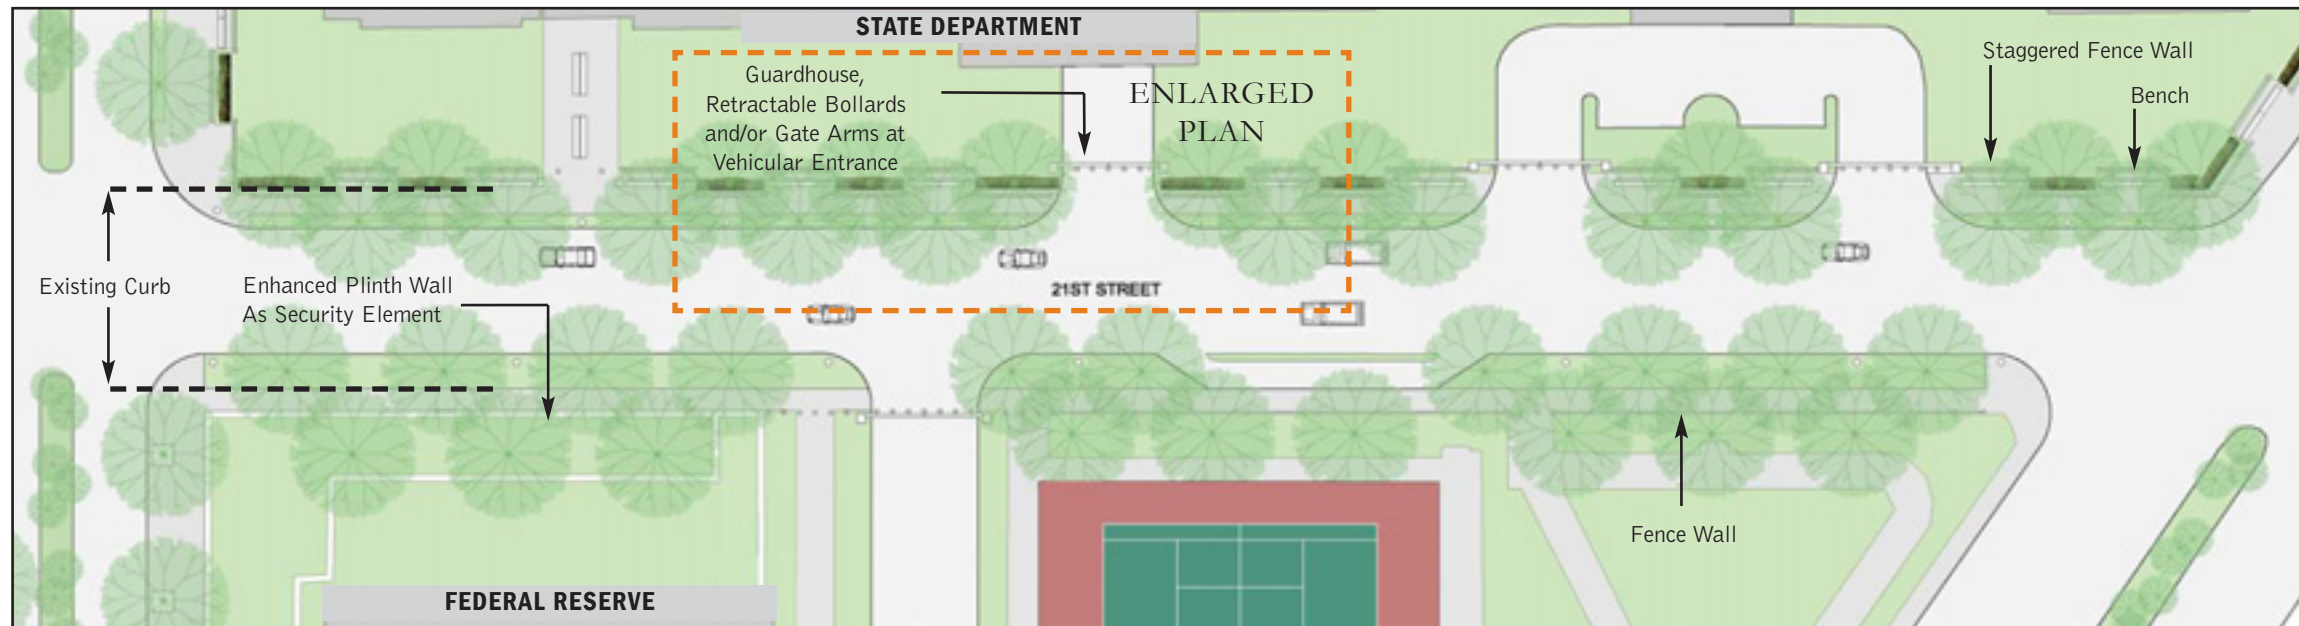 STATE DEPARTMENT
Guardhouse,
Retractable Bollards
and/or Gate Arms at
Vehicular Entrance
ENLARGED
PLAN
Staggered Fence Wall
Bench
Existing Curb
Enhanced Plinth Wall
As Security Element
21ST STREET
Fence Wall
FEDERAL RESERVE